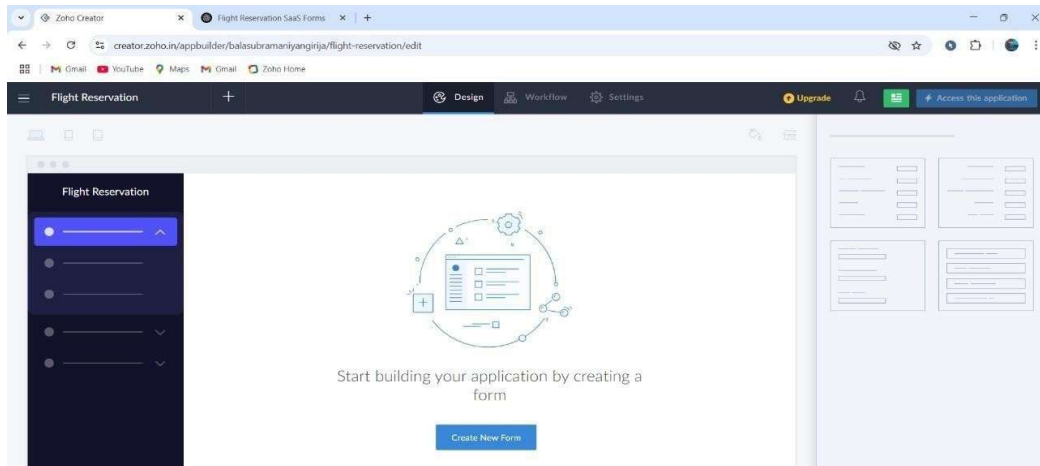 Zoho Creator
Flight Reservation SaaS Forms
creator.zoho.in/appbuilder/balasubramaniyangirija/flight-reservation/edit
Gmail YouTube Maps Gmail Zoho Home
Flight Reservation + Design Workflow Settings Upgrade Access this application
Flight Reservation
Start building your application by creating a
form
Create New Form